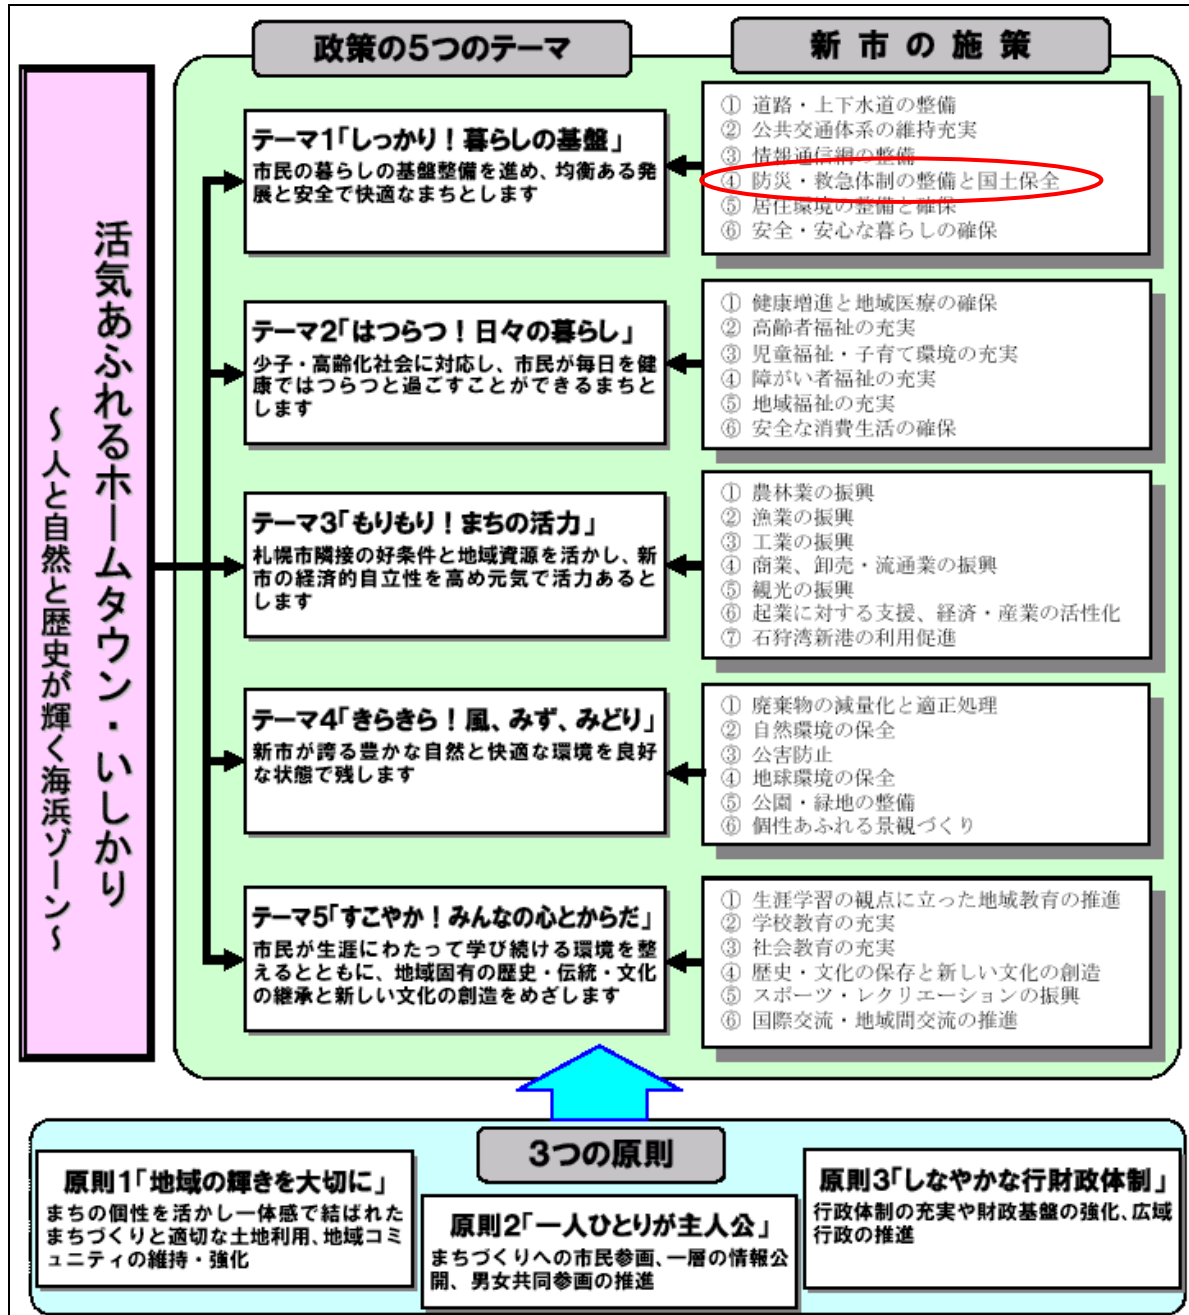 政策の5つのテーマ
新市の施策
活気あふれるホームタウン・いしかり
～人と自然と歴史が輝く海浜ゾーン～
テーマ1「しっかり！暮らしの基盤」
市民の暮らしの基盤整備を進め、均衡ある発
展と安全で快適なまちとします
① 道路・上下水道の整備
② 公共交通体系の維持充実
③ 情報通信網の整備
④ 防災・救急体制の整備と国土保全
⑤ 居住環境の整備と確保
⑥ 安全・安心な暮らしの確保
テーマ2「はつらつ！日々の暮らし」
少子・高齢化社会に対応し、市民が毎日を健
康ではつらつと過ごすことができるまちと
します
① 健康増進と地域医療の確保
② 高齢者福祉の充実
③ 児童福祉・子育て環境の充実
④ 障がい者福祉の充実
⑤ 地域福祉の充実
⑥ 安全な消費生活の確保
テーマ3「もりもり！まちの活力」
札幌市隣接の好条件と地域資源を活かし、新
市の経済的自立性を高め元気で活力あると
します
① 農林業の振興
② 漁業の振興
③ 工業の振興
④ 商業、卸売・流通業の振興
⑤ 観光の振興
⑥ 起業に対する支援、経済・産業の活性化
⑦ 石狩湾新港の利用促進
テーマ4「きらきら！風、みず、みどり」
新市が誇る豊かな自然と快適な環境を良好
な状態で残します
① 廃棄物の減量化と適正処理
② 自然環境の保全
③ 公害防止
④ 地球環境の保全
⑤ 公園・緑地の整備
⑥ 個性あふれる景観づくり
テーマ5「すこやか！みんなの心とからだ」
市民が生涯にわたって学び続ける環境を整
えるとともに、地域固有の歴史・伝統・文化
の継承と新しい文化の創造をめざします
① 生涯学習の観点に立った地域教育の推進
② 学校教育の充実
③ 社会教育の充実
④ 歴史・文化の保存と新しい文化の創造
⑤ スポーツ・レクリエーションの振興
⑥ 国際交流・地域間交流の推進
3つの原則
原則1「地域の輝きを大切に」
まちの個性を活かし一体感で結ばれた
まちづくりと適切な土地利用、地域コミ
ュニティの維持・強化
原則2「一人ひとりが主人公」
まちづくりへの市民参画、一層の情報公
開、男女共同参画の推進
原則3「しなやかな行財政体制」
行政体制の充実や財政基盤の強化、広域
行政の推進